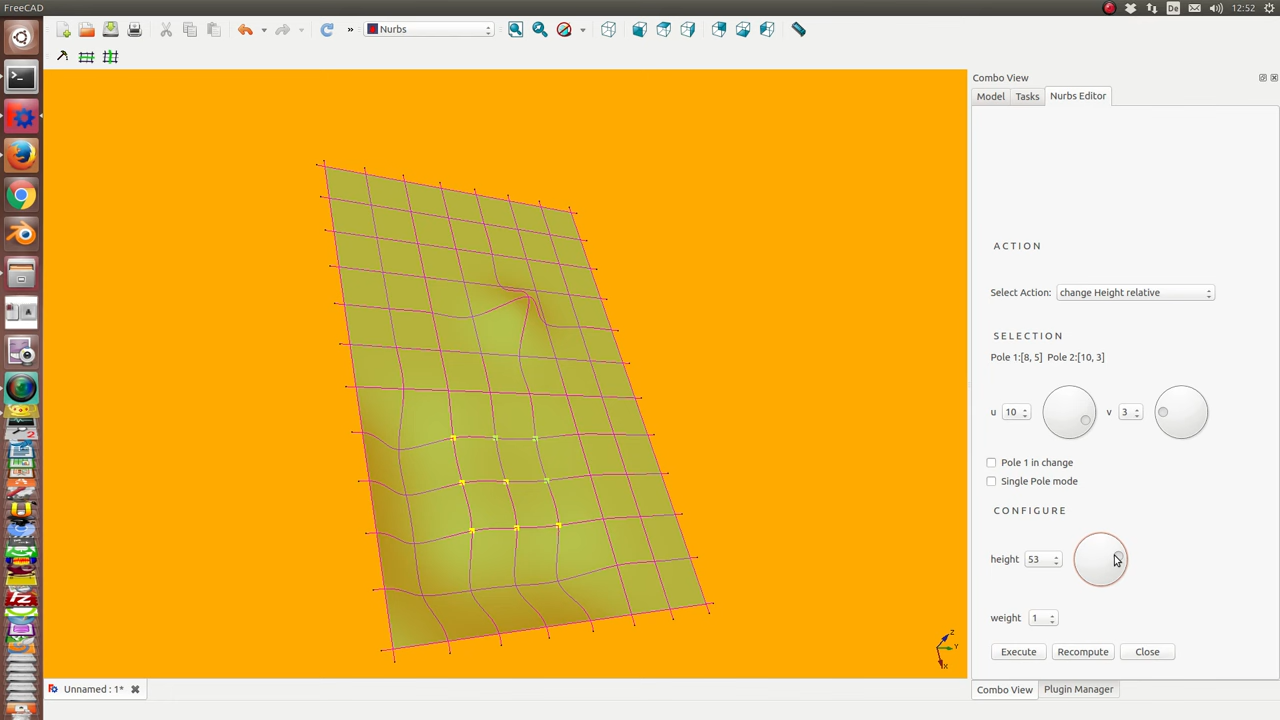 FreeCAD
De
12:52
»
Nurbs
Combo View
Model
Tasks
Nurbs Editor
ACTION
Select Action:
change Height relative
SELECTION
Pole 1:[8, 5] Pole 2:[10, 3]
u
10
v
3
Pole 1 in change
Single Pole mode
CONFIGURE
height
53
weight
1
Z
Y
X
Execute
Recompute
Close
Unnamed : 1*
Combo View
Plugin Manager